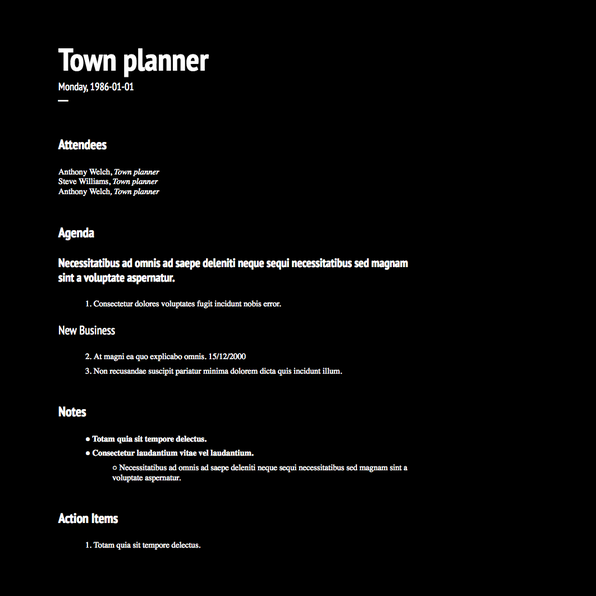 Town planner
Monday, 1986-01-01
—
Attendees
Anthony Welch, Town planner
Steve Williams, Town planner
Anthony Welch, Town planner
Agenda
Necessitatibus ad omnis ad saepe deleniti neque sequi necessitatibus sed magnam
sint a voluptate aspernatur.
1. Consectetur dolores voluptates fugit incidunt nobis error.
New Business
2. At magni ea quo explicabo omnis. 15/12/2000
3. Non recusandae suscipit pariatur minima dolorem dicta quis incidunt illum.
Notes
● Totam quia sit tempore delectus.
● Consectetur laudantium vitae vel laudantium.
○ Necessitatibus ad omnis ad saepe deleniti neque sequi necessitatibus sed magnam sint a
voluptate aspernatur.
Action Items
1. Totam quia sit tempore delectus.